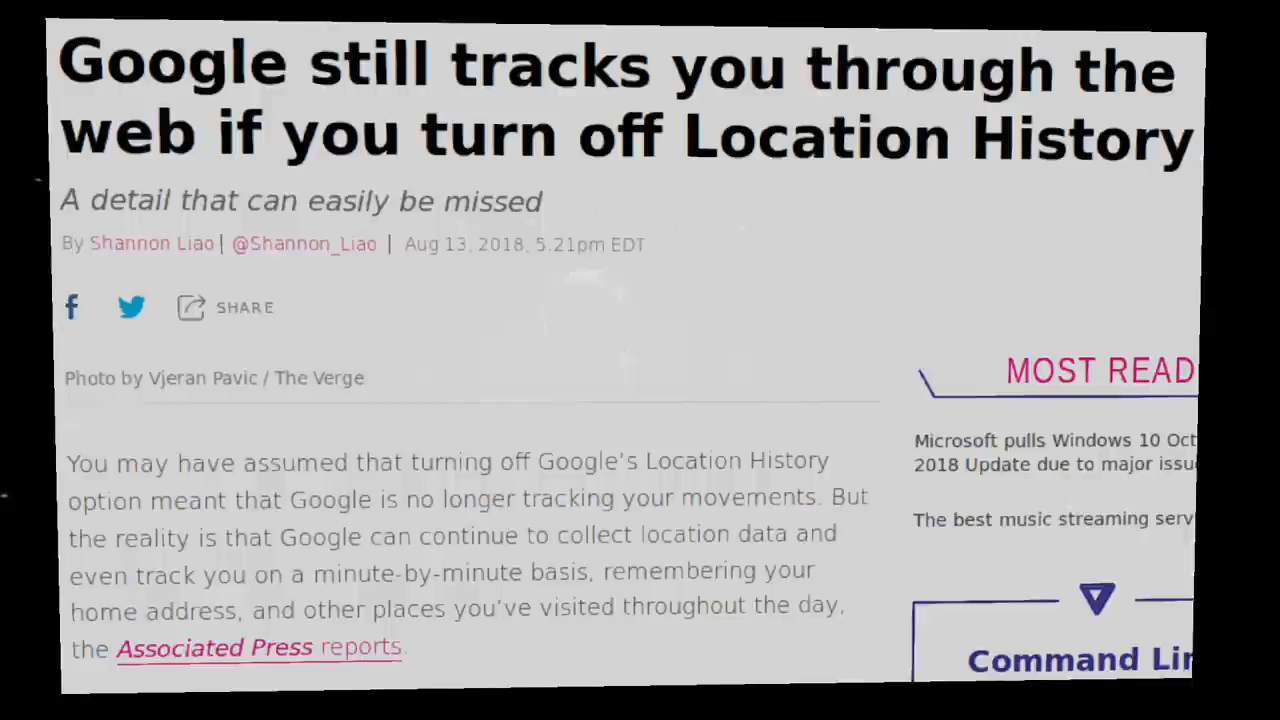 Google still tracks you through the
web if you turn off Location History
A detail that can easily be missed
By Shannon Liao | @Shannon_Liao | Aug 13, 2018, 5.21pm EDT
SHARE
Photo by Vjeran Pavic / The Verge
You may have assumed that turning off Google's Location History
option meant that Google is no longer tracking your movements. But
the reality is that Google can continue to collect location data and
even track you on a minute-by-minute basis, remembering your
home address, and other places you've visited throughout the day,
the Associated Press reports.
MOST READ
Microsoft pulls Windows 10 Oct
2018 Update due to major issu
The best music streaming serv
Command Lin